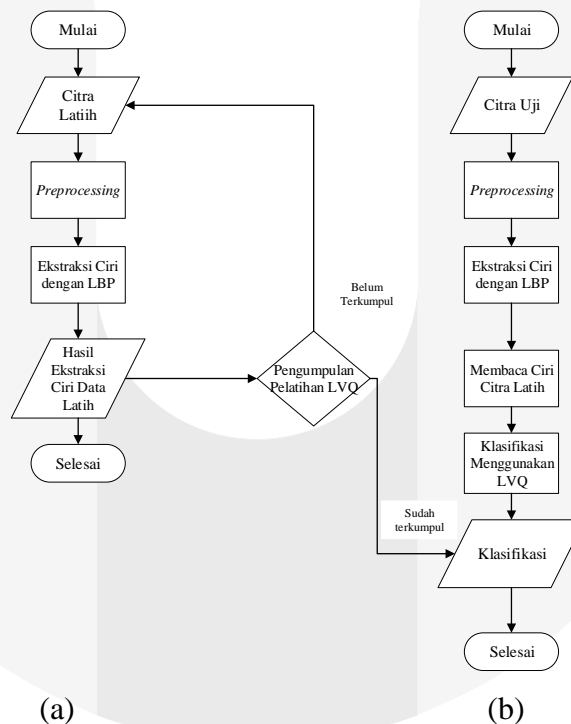 Mulai
Citra
Latiih
Preprocessing
Ekstraksi Ciri
dengan LBP
Hasil
Ekstraksi
Ciri Data
Latih
Selesai
Belum
Terkumpul
Pengumpulan
Pelatihan LVQ
Sudah
terkumpul
Mulai
Citra Uji
Preprocessing
Ekstraksi Ciri
dengan LBP
Membaca Ciri
Citra Latih
Klasifikasi
Menggunakan
LVQ
Klasifikasi
Selesai
(a)
(b)